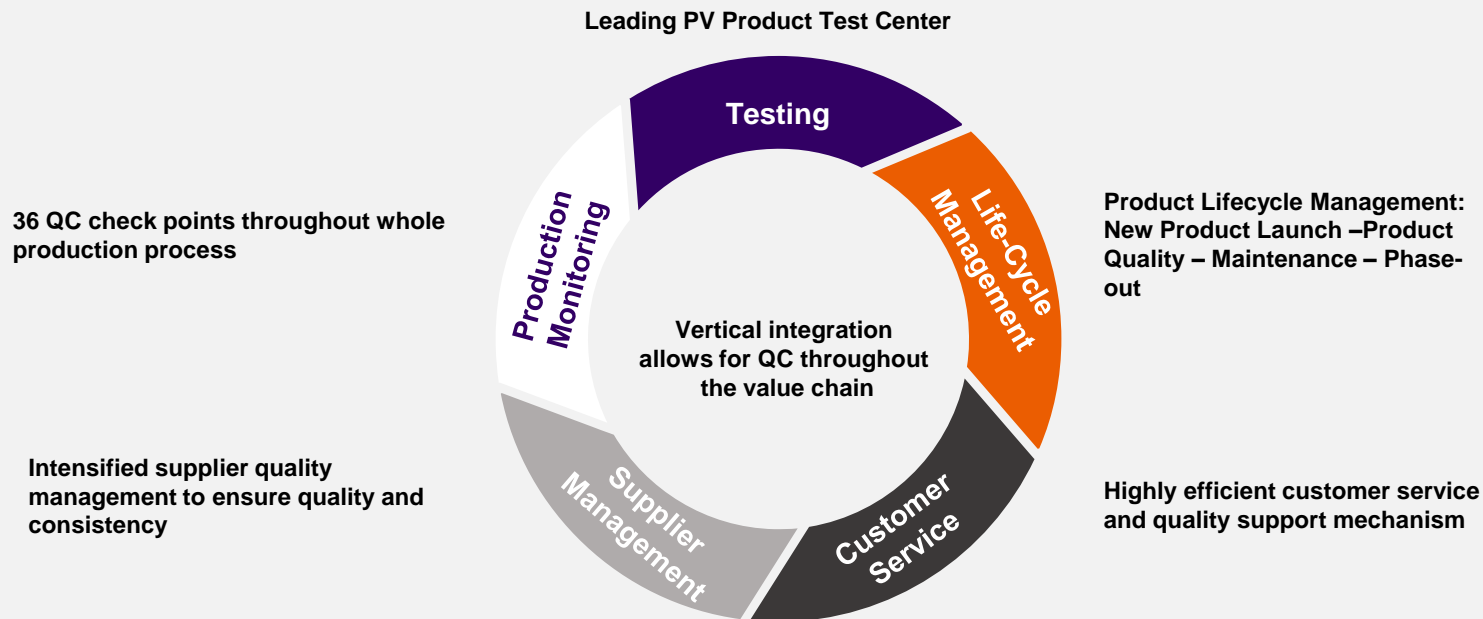 Leading PV Product Test Center
Testing
Life-Cycle
Management
Product Lifecycle Management:
New Product Launch –Product
Quality – Maintenance – Phase-
out
Customer
Service
Highly efficient customer service
and quality support mechanism
Supplier
Management
Intensified supplier quality
management to ensure quality and
consistency
Production
Monitoring
36 QC check points throughout whole
production process
Vertical integration
allows for QC throughout
the value chain